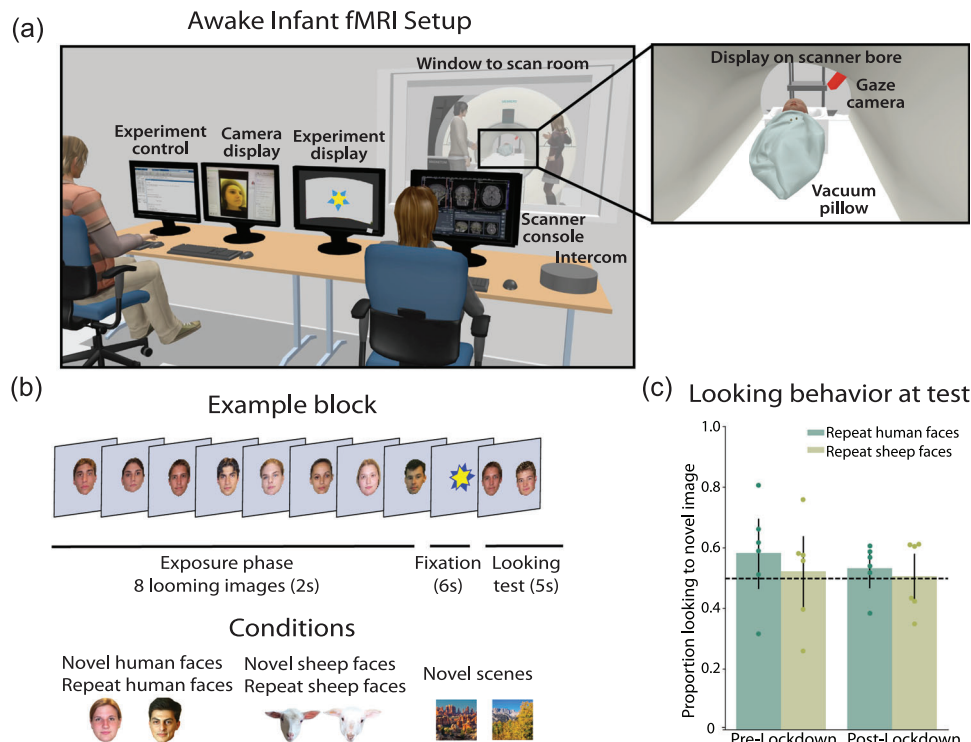 Awake Infant fMRI Setup
(a)
Window to scan room
Experiment
control
Camera
display
Experiment
display
Scanner
console
Intercom
Display on scanner bore
Gaze
camera
Vacuum
pillow
(b)
Example block
Exposure phase
8 looming images (2s)
Fixation
(6s)
Looking
test (5s)
Conditions
Novel human faces
Repeat human faces
Novel sheep faces
Repeat sheep faces
Novel scenes
(c)
Looking behavior at test
Proportion looking to novel image
1.0
0.8
0.6
0.4
0.2
0
Repeat human faces
Repeat sheep faces
Pre-Lockdown
Post-Lockdown